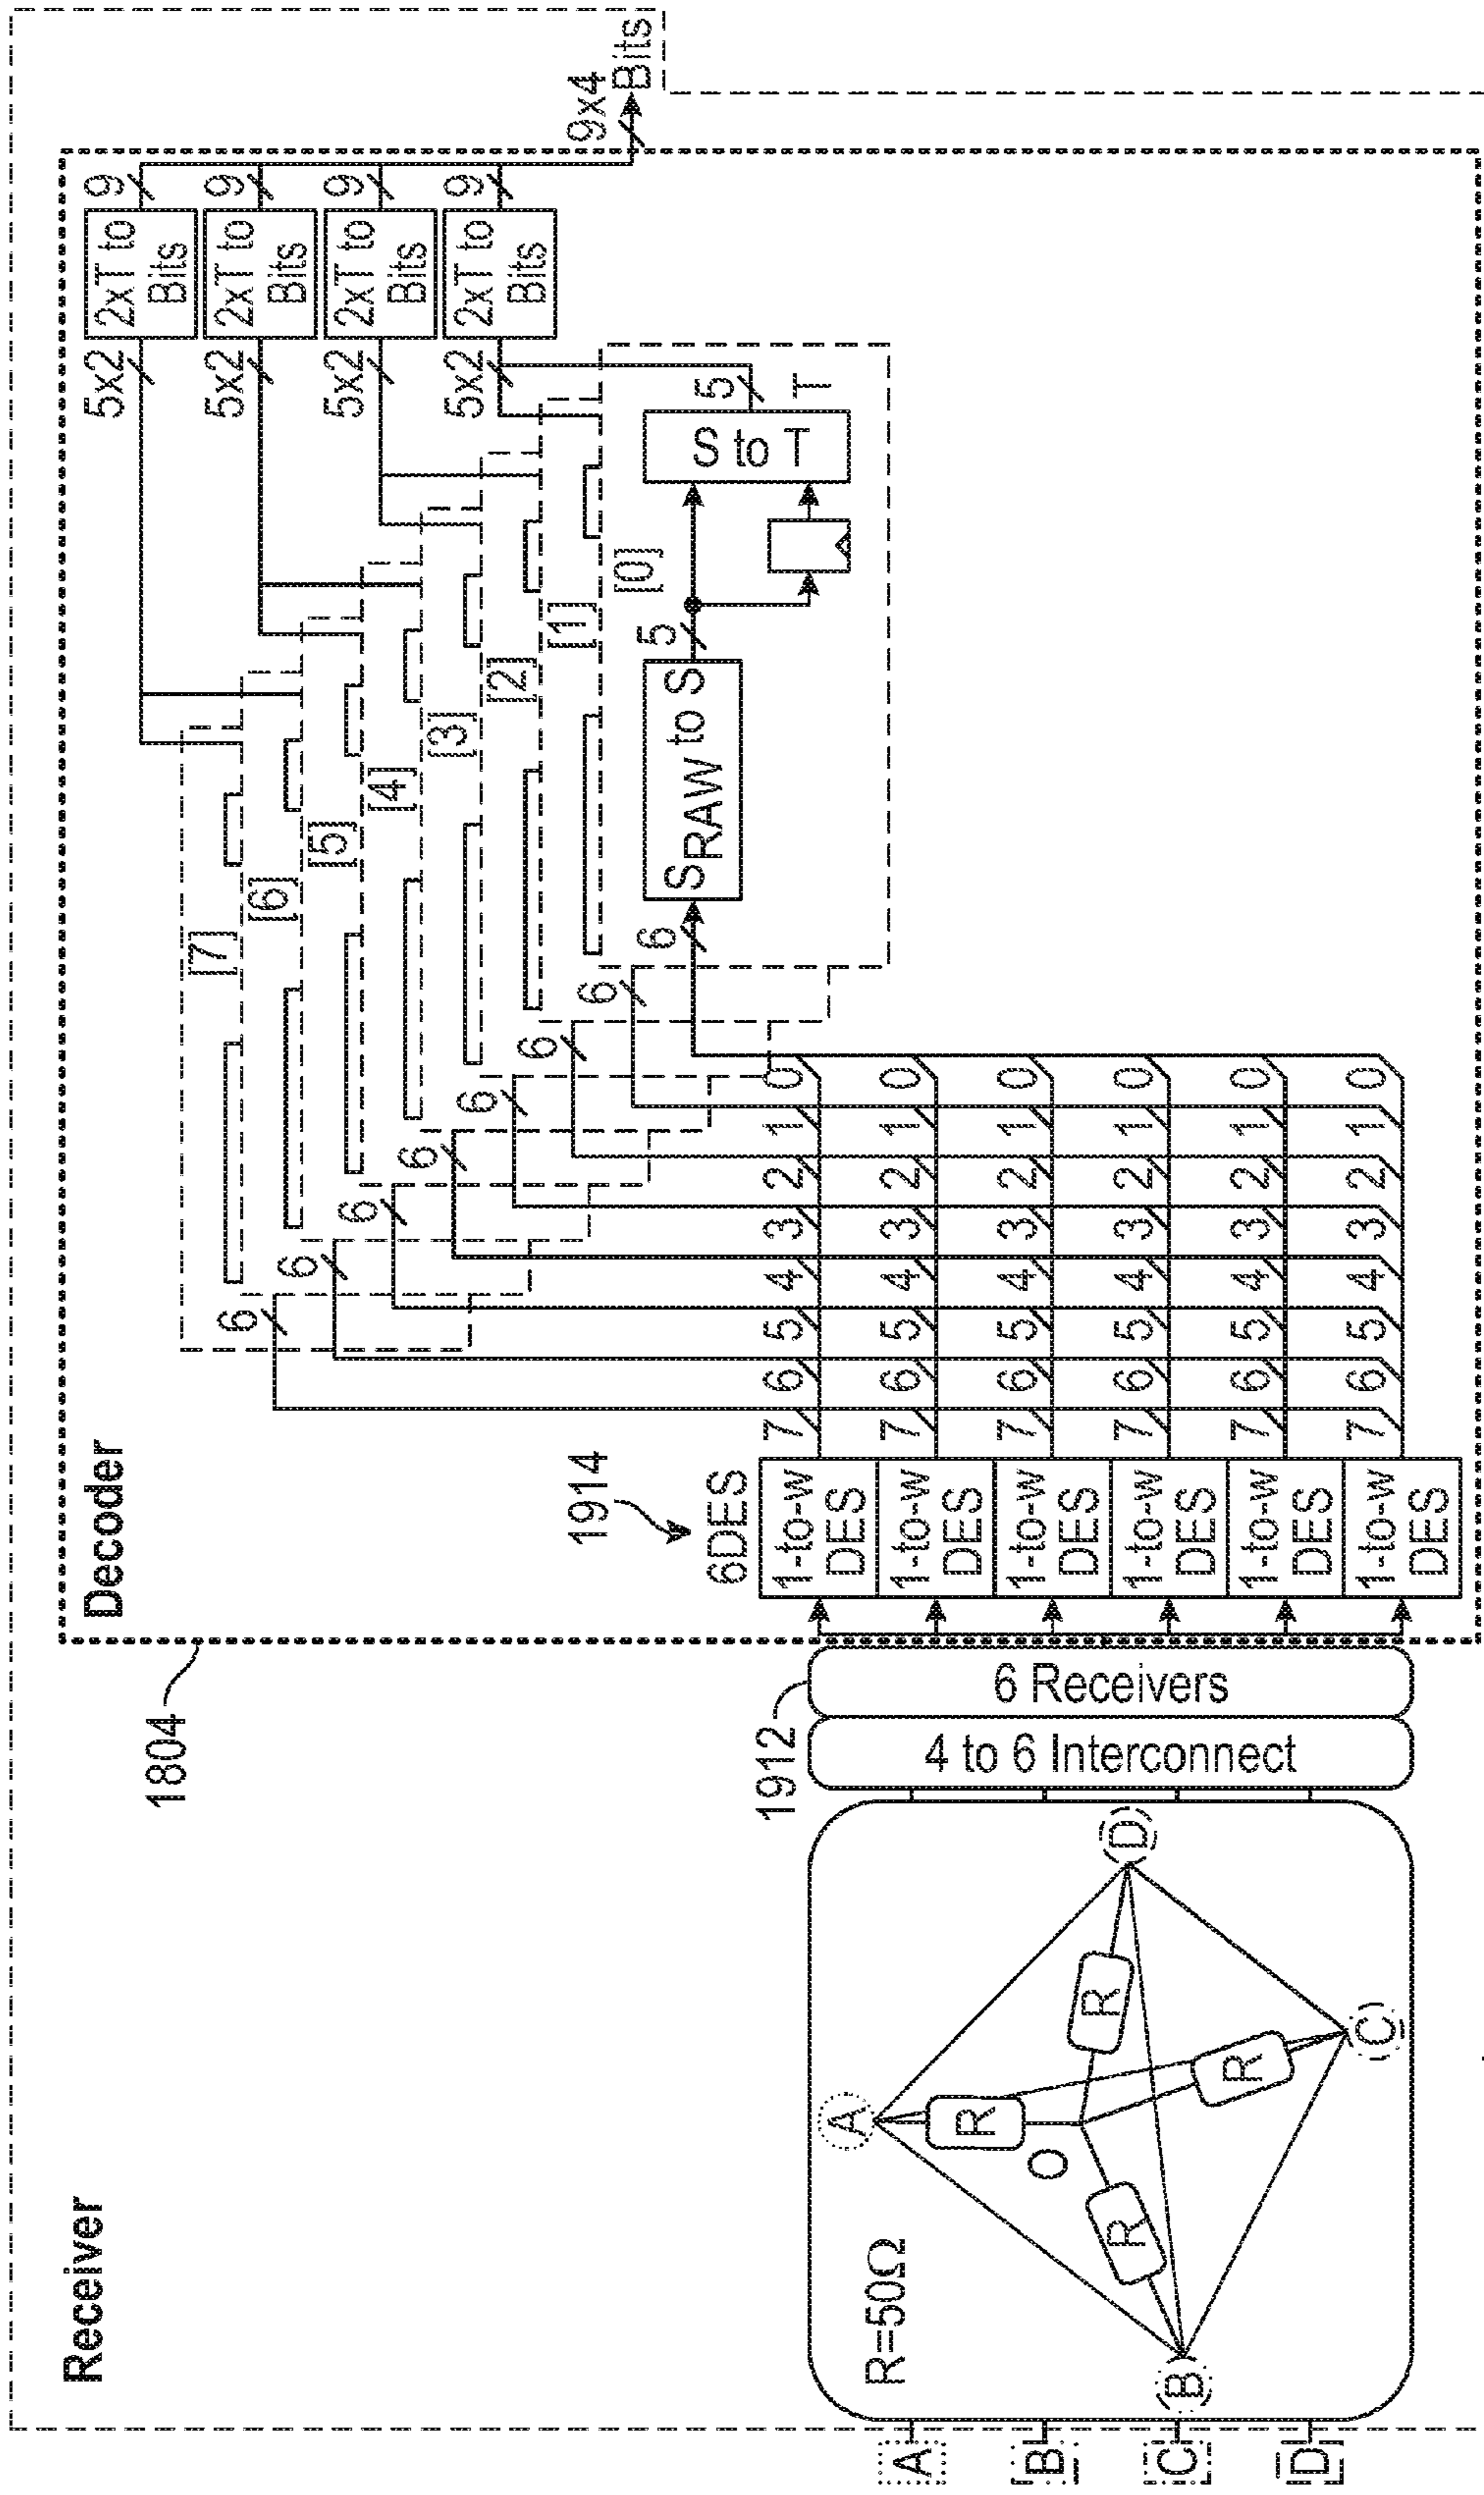 Receiver
Decoder
1804
2xT to
Bits
2xT to
Bits
2xT to
Bits
2xT to
Bits
5x2
5x2
5x2
5x2
9
9
9
9
9x4
Bits
[7]
[6]
[5]
[4]
[3]
[2]
[1]
[0]
6
6
6
6
6
6
6
6
SRAW to S
5
S to T
5
T
1914
6DES
1-to-w
DES
7 6 5 4 3 2 1 0
1-to-w
DES
7 6 5 4 3 2 1 0
1-to-w
DES
7 6 5 4 3 2 1 0
1-to-w
DES
7 6 5 4 3 2 1 0
1-to-w
DES
7 6 5 4 3 2 1 0
1-to-w
DES
7 6 5 4 3 2 1 0
1912
6 Receivers
4 to 6 Interconnect
R=50Ω
A
B
C
D
O
R
R
R
R
A
B
C
D